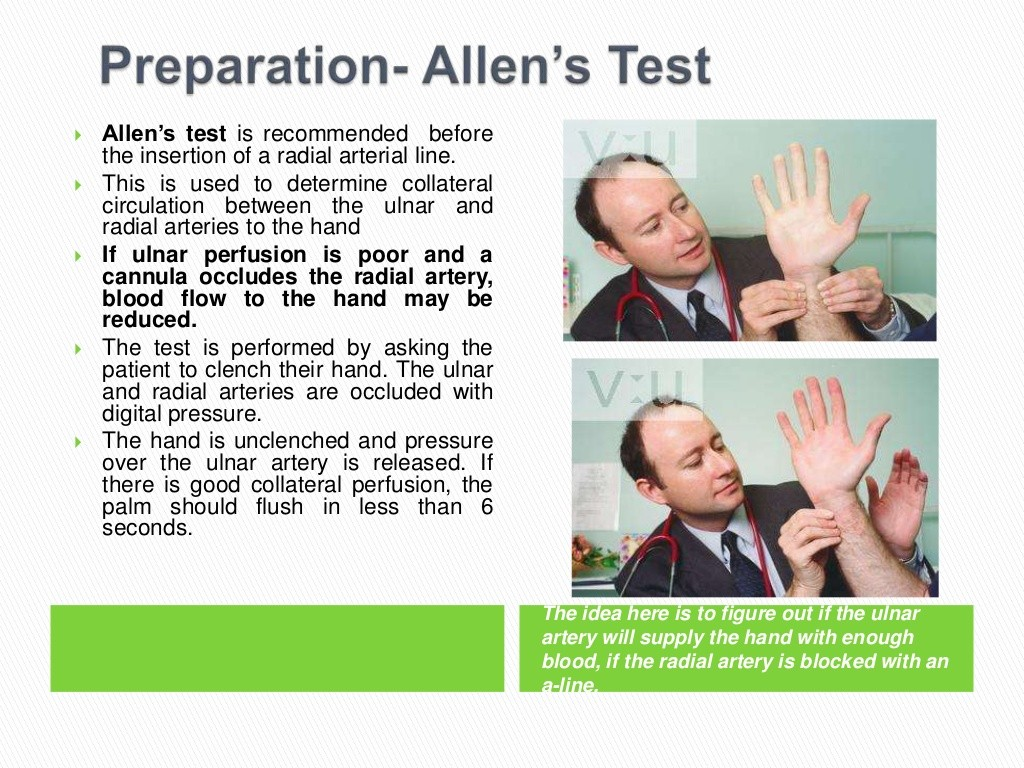 Preparation- Allen's Test
Allen's test is recommended before
the insertion of a radial arterial line.
This is used to determine collateral
circulation between the ulnar and
radial arteries to the hand
If ulnar perfusion is poor and a
cannula occludes the radial artery,
blood flow to the hand may be
reduced.
The test is performed by asking the
patient to clench their hand. The ulnar
and radial arteries are occluded with
digital pressure.
The hand is unclenched and pressure
over the ulnar artery is released. If
there is good collateral perfusion, the
palm should flush in less than 6
seconds.
V:U
V:U
The idea here is to figure out if the ulnar
artery will supply the hand with enough
blood, if the radial artery is blocked with an
a-line.